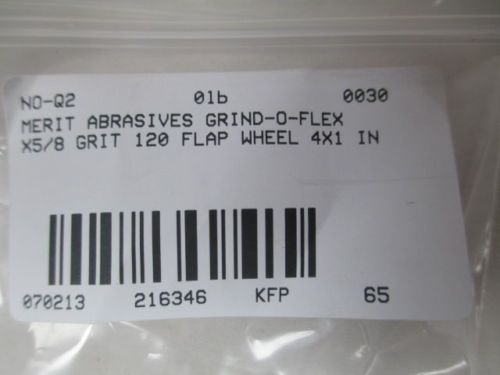 NO-Q2 01b 0030
MERIT ABRASIVES GRIND-O-FLEX
X5/8 GRIT 120 FLAP WHEEL 4X1 IN
070213 216346 KFP 65